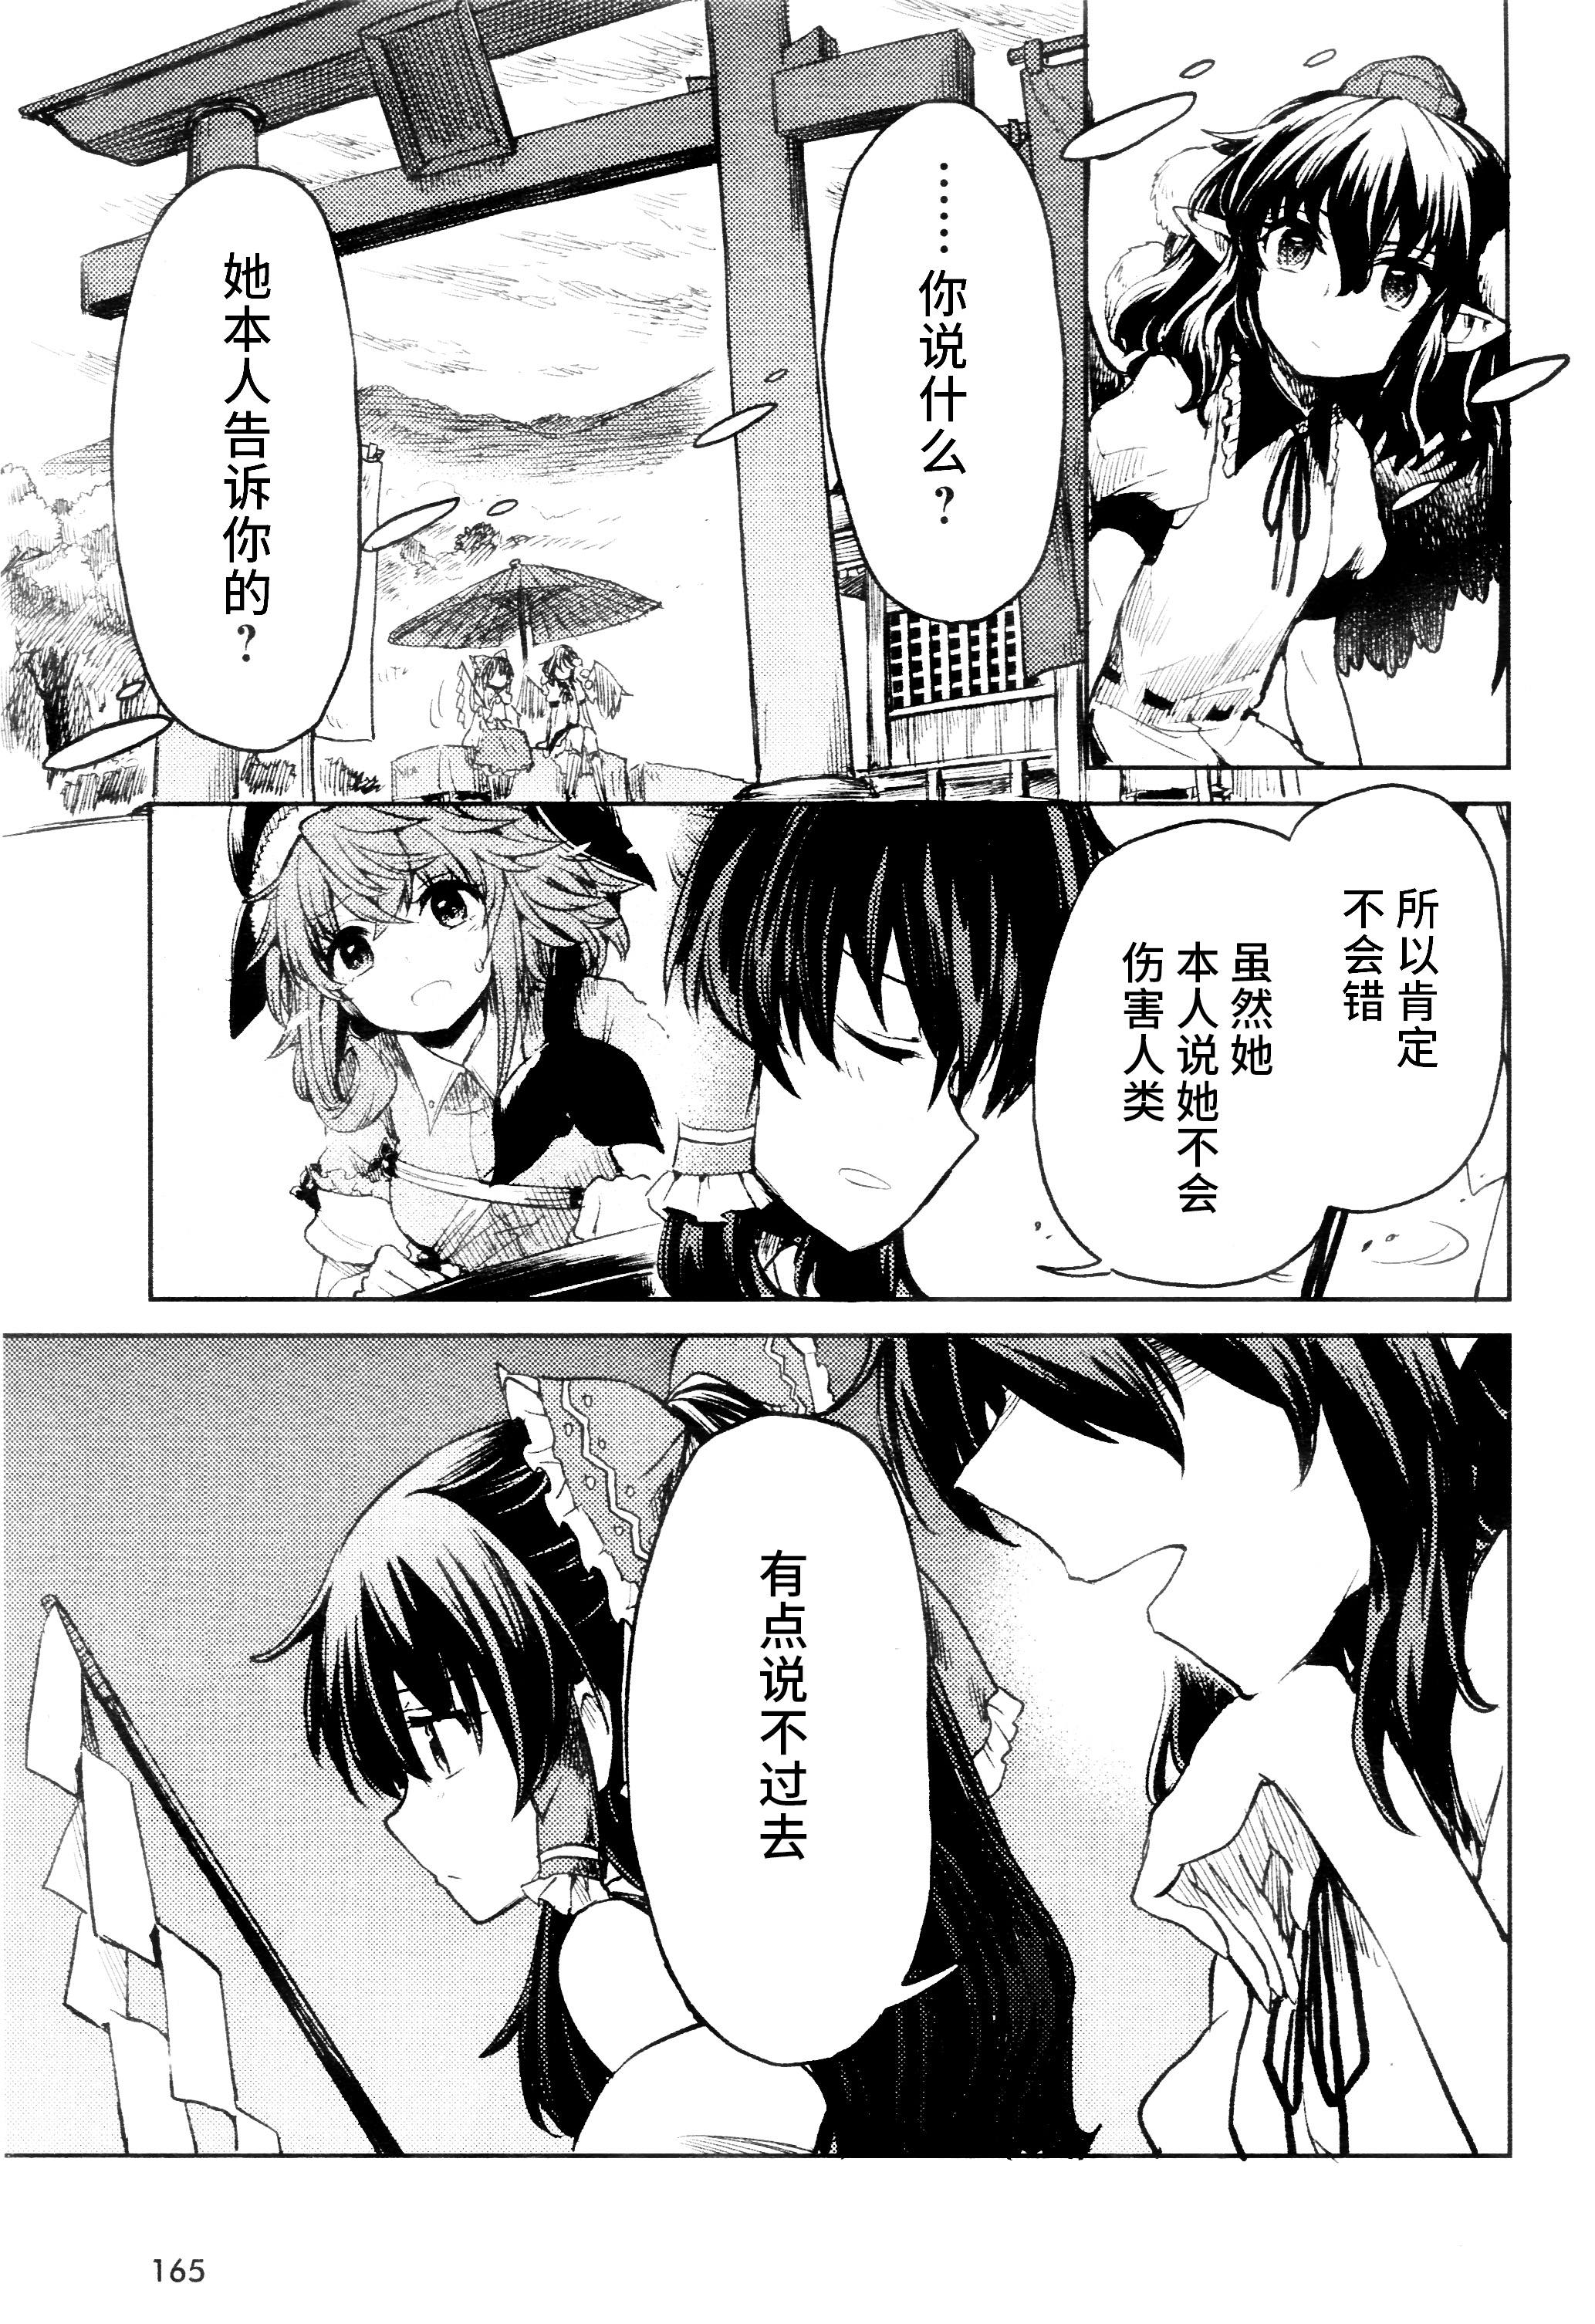 ……你说什么？
她本人告诉你的？
所以肯定
不会错
虽然她
本人说她不会
伤害人类
有点说不过去
165